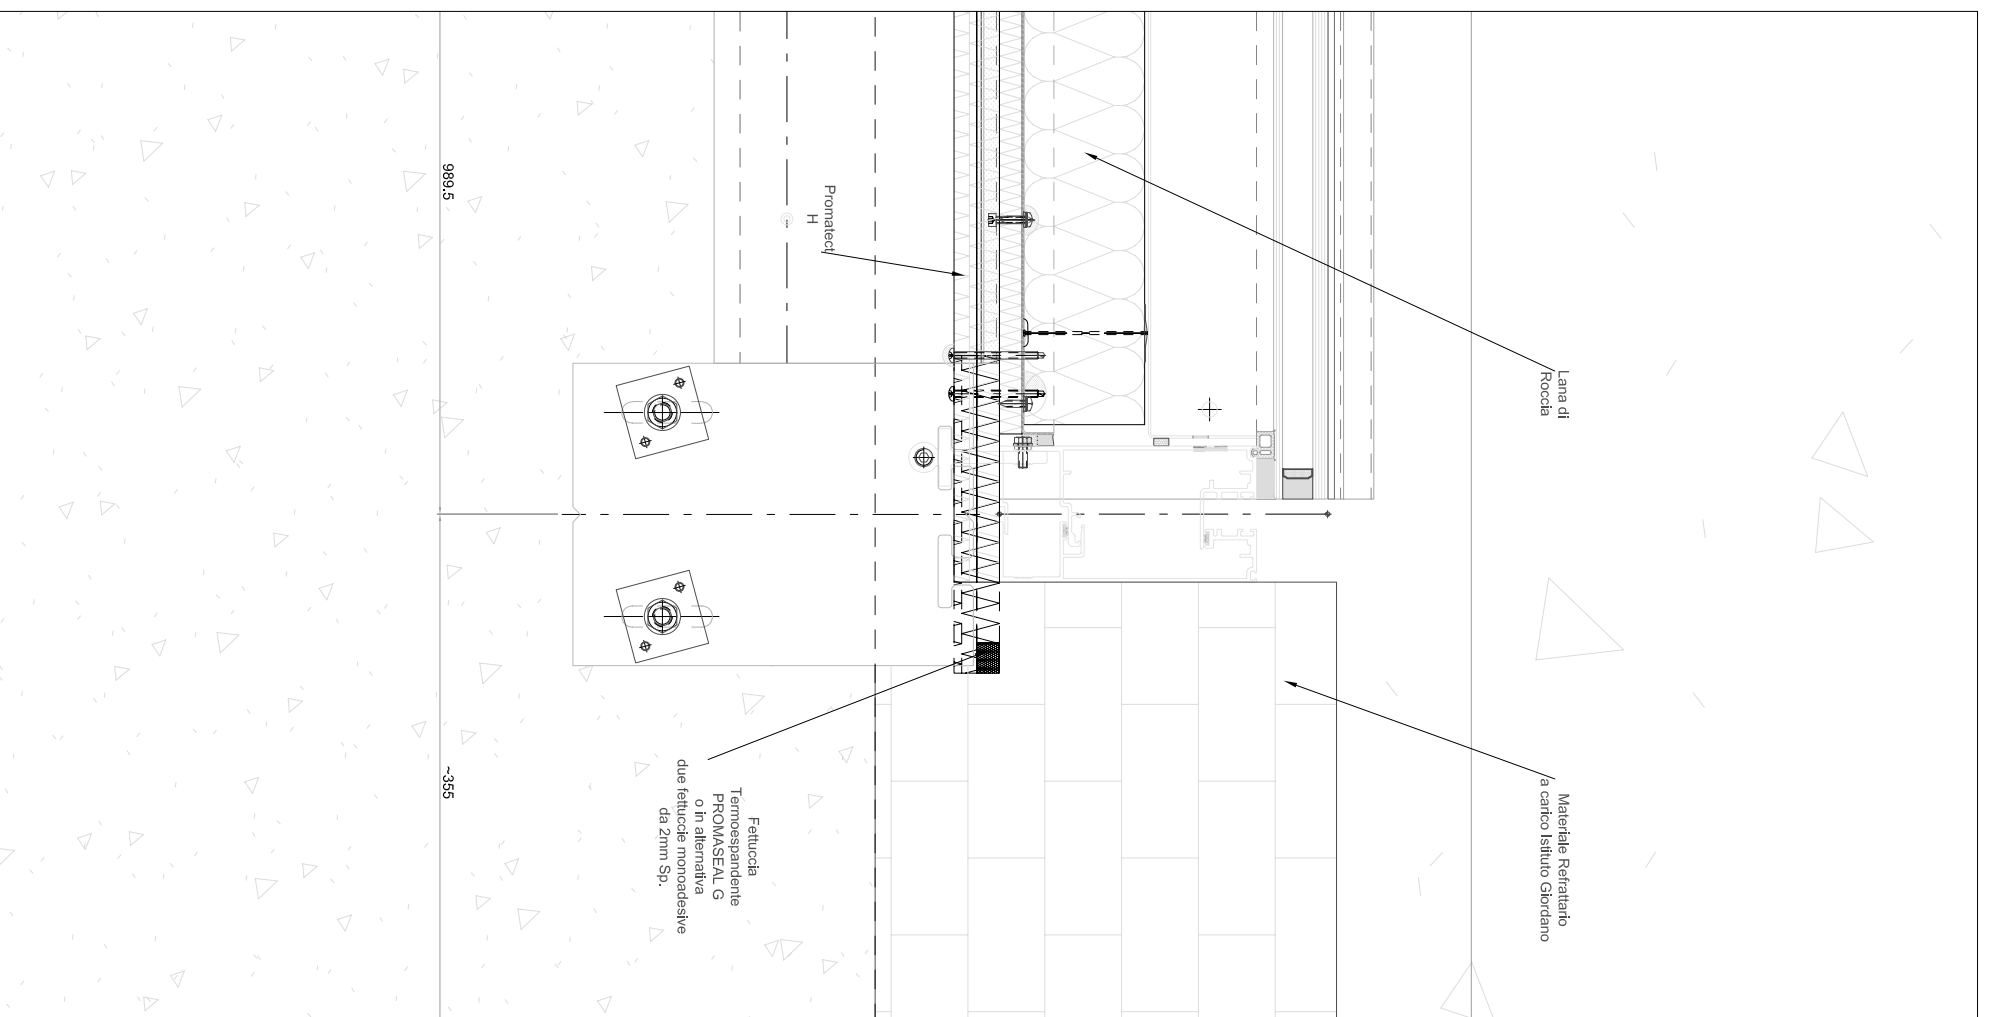 989.5
Promatect
H
Lana di
Roccia
~355
Fettuccia
Termoespandente
PROMASEAL G
o in alternativa
due fettuccie monoadesive
da 2mm Sp.
Materiale Refrattario
a carico Istituto Giordano